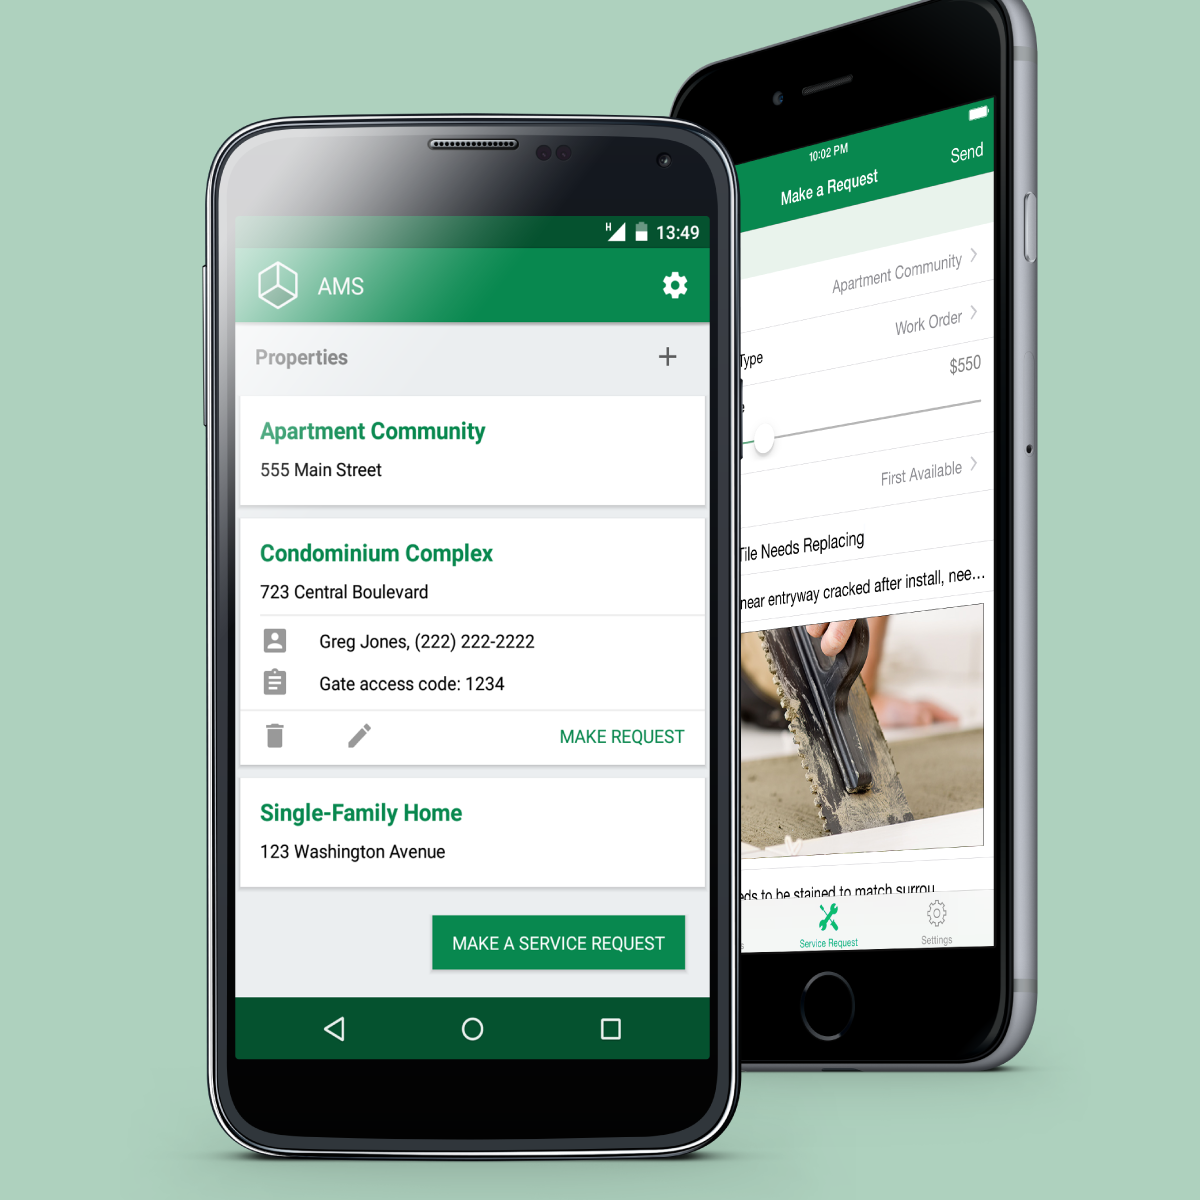 H
13:49
AMS
Properties
Apartment Community
555 Main Street
Condominium Complex
723 Central Boulevard
Greg Jones, (222) 222-2222
Gate access code: 1234
MAKE REQUEST
Single-Family Home
123 Washington Avenue
MAKE A SERVICE REQUEST
10:02 PM
Make a Request
Send
Apartment Community
Type
Work Order
$550
First Available
Tile Needs Replacing
near entryway cracked after install, nee...
to be stained to match surrou
Service Request
Settings